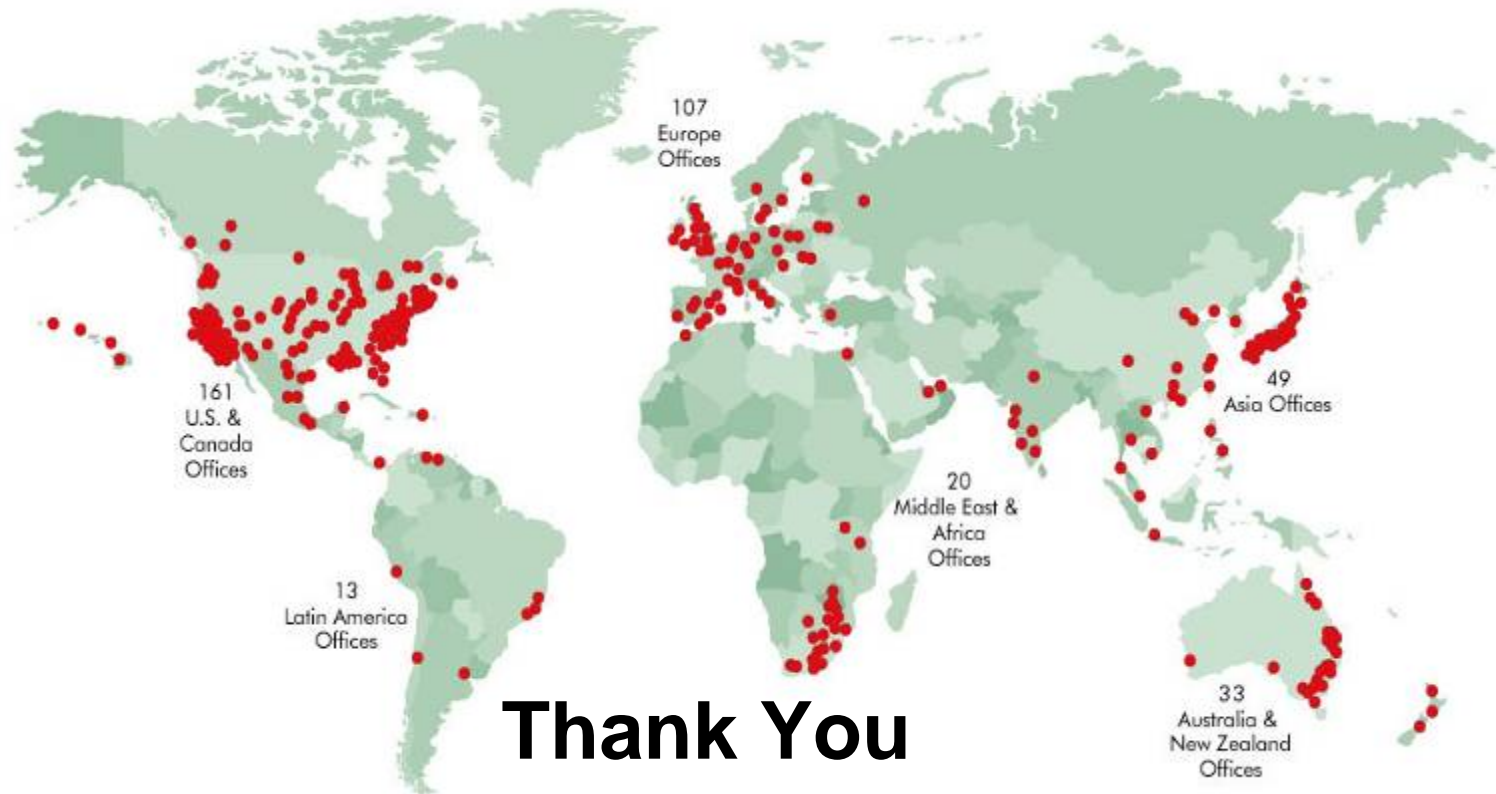 107
Europe
Offices
161
U.S. &
Canada
Offices
49
Asia Offices
20
Middle East &
Africa
Offices
13
Latin America
Offices
33
Australia &
New Zealand
Offices
Thank You